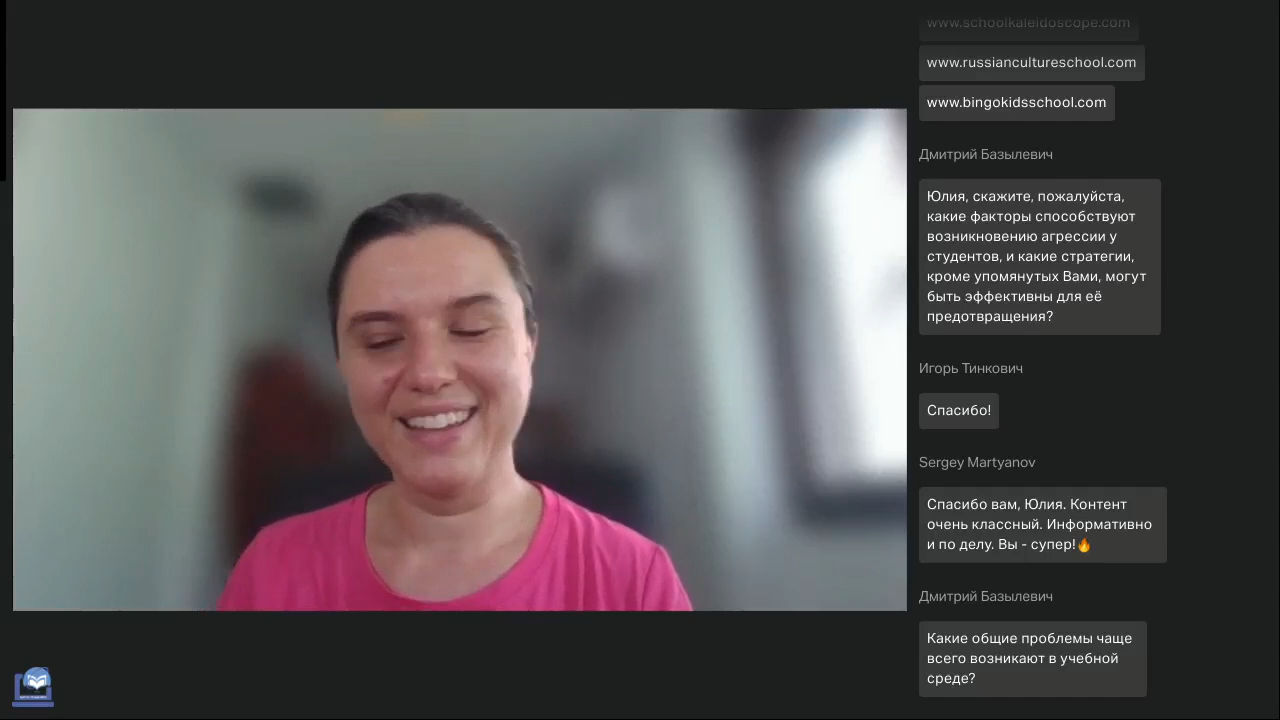 www.schoolkaleidoscope.com
www.russiancultureschool.com
www.bingokidsschool.com
Дмитрий Базылевич
Юлия, скажите, пожалуйста,
какие факторы способствуют
возникновению агрессии у
студентов, и какие стратегии,
кроме упомянутых Вами, могут
быть эффективны для её
предотвращения?
Игорь Тинкович
Спасибо!
Sergey Martyanov
Спасибо вам, Юлия. Контент
очень классный. Информативно
и по делу. Вы - супер!🔥
Дмитрий Базылевич
Какие общие проблемы чаще
всего возникают в учебной
среде?